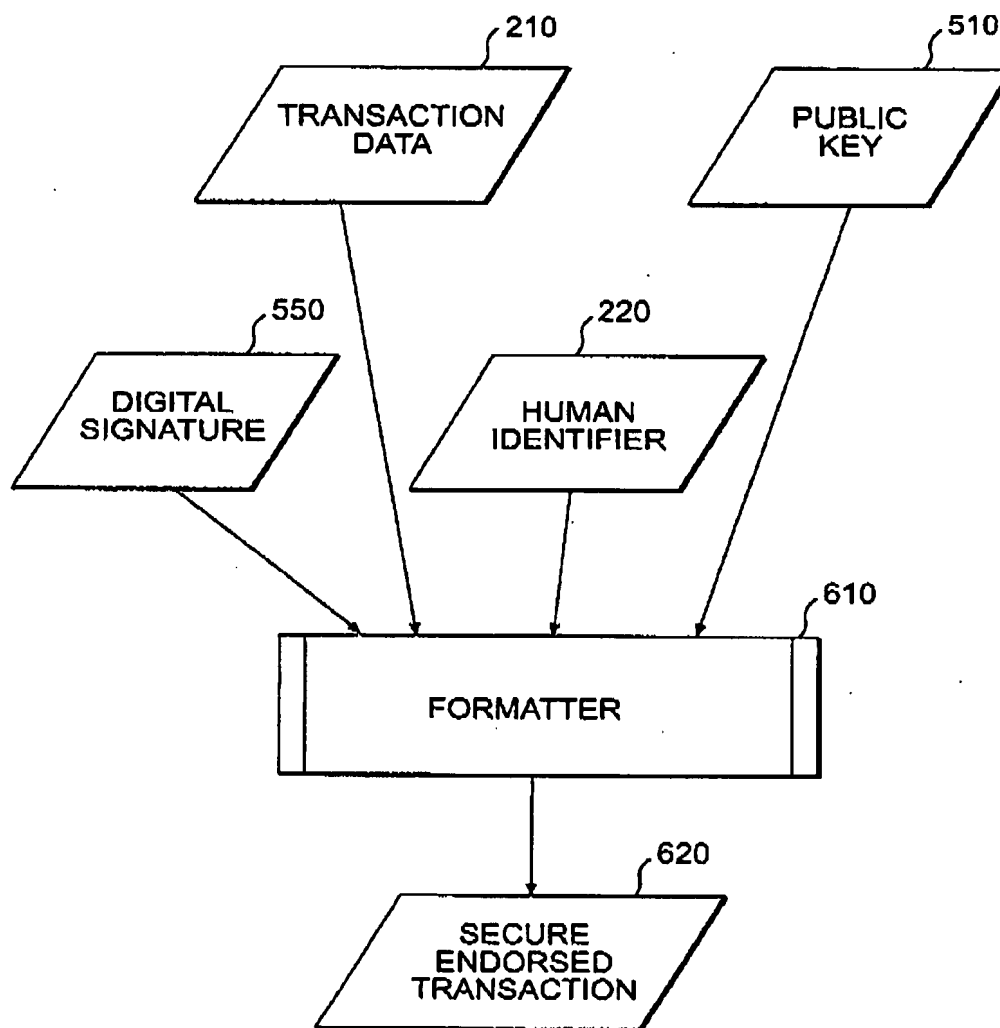 210
510
TRANSACTION
DATA
PUBLIC
KEY
550
220
DIGITAL
SIGNATURE
HUMAN
IDENTIFIER
610
FORMATTER
620
SECURE
ENDORSED
TRANSACTION